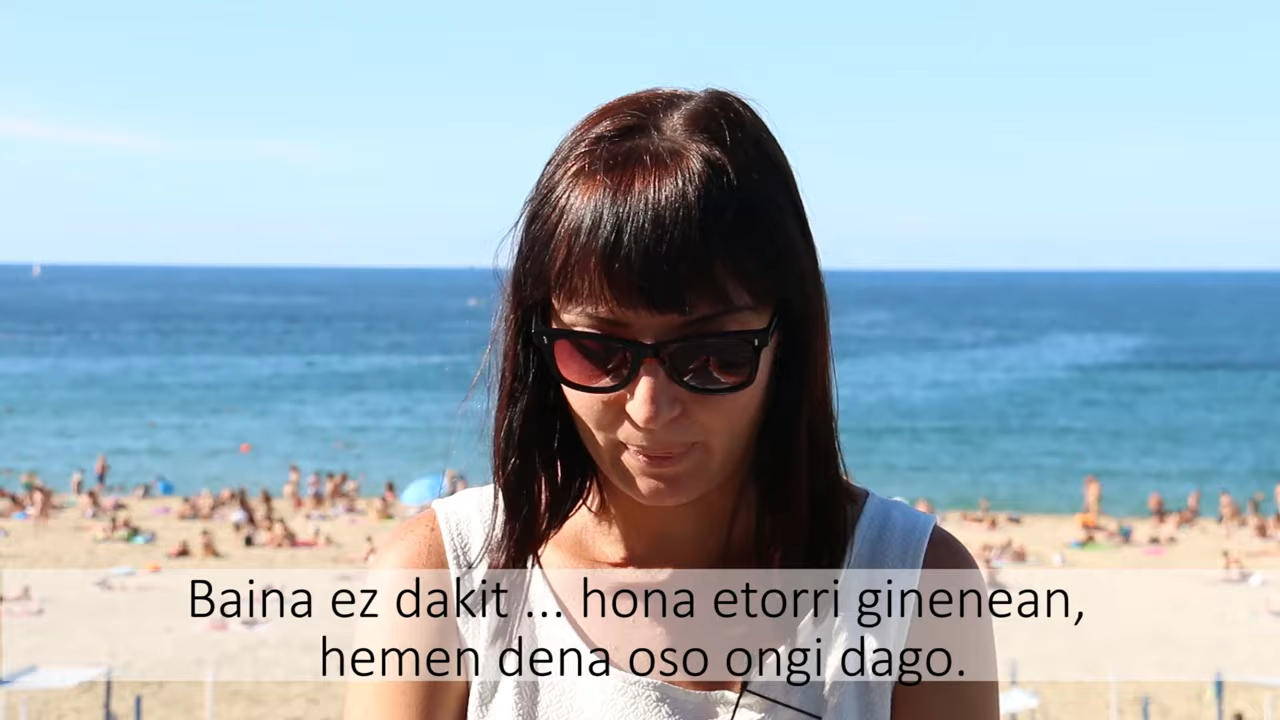 Baina ez dakit ... hona etorri ginenean,
hemen dena oso ongi dago.